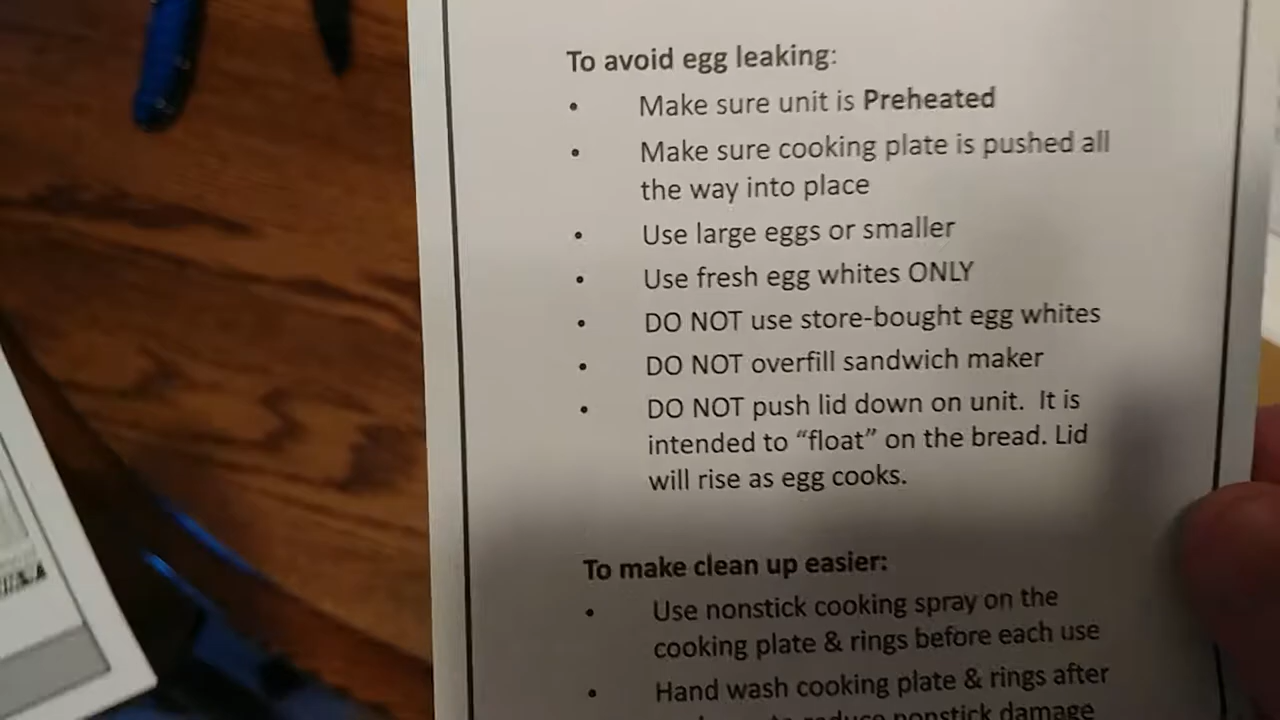 To avoid egg leaking:
• Make sure unit is Preheated
• Make sure cooking plate is pushed all
the way into place
• Use large eggs or smaller
• Use fresh egg whites ONLY
• DO NOT use store-bought egg whites
• DO NOT overfill sandwich maker
• DO NOT push lid down on unit. It is
intended to “float” on the bread. Lid
will rise as egg cooks.
To make clean up easier:
• Use nonstick cooking spray on the
cooking plate & rings before each use
• Hand wash cooking plate & rings after
reduce nonstick damage